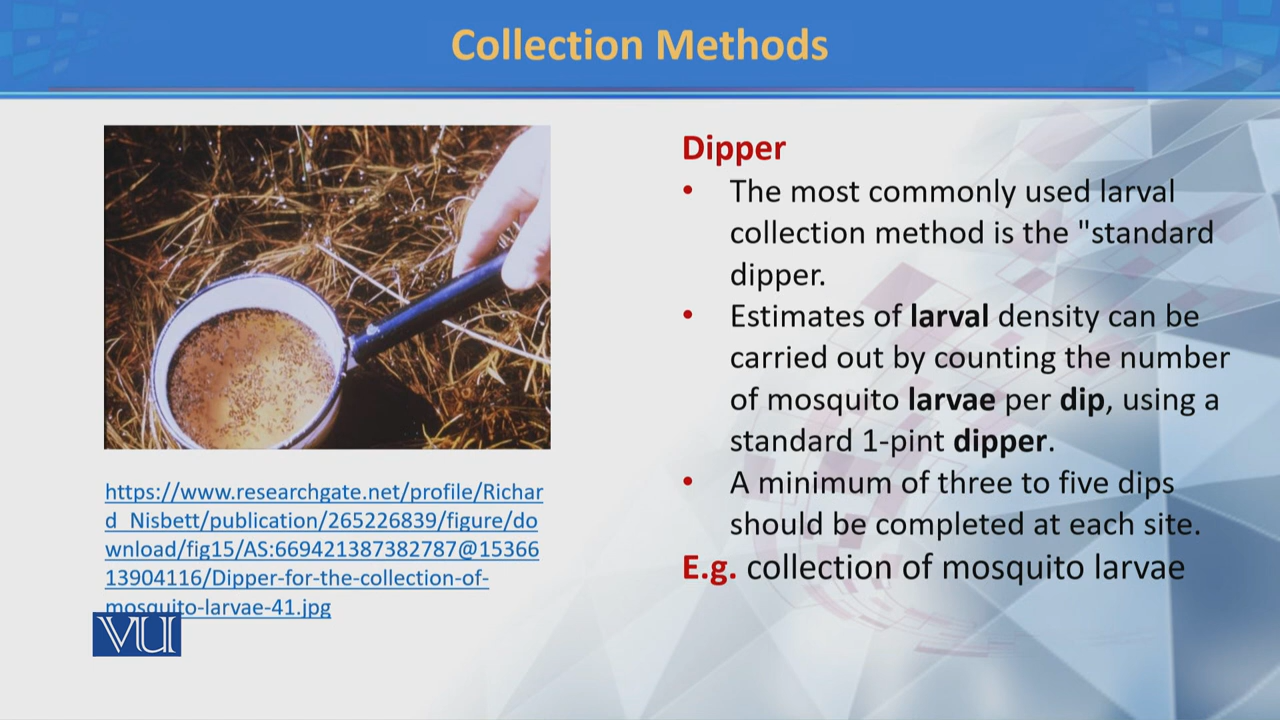 Collection Methods
Dipper
• The most commonly used larval
collection method is the "standard
dipper.
• Estimates of larval density can be
carried out by counting the number
of mosquito larvae per dip, using a
standard 1-pint dipper.
• A minimum of three to five dips
should be completed at each site.
E.g. collection of mosquito larvae
https://www.researchgate.net/profile/Richar
d_Nisbett/publication/265226839/figure/do
wnload/fig15/AS:669421387382787@15366
13904116/Dipper-for-the-collection-of-
mosquito-larvae-41.jpg
VU